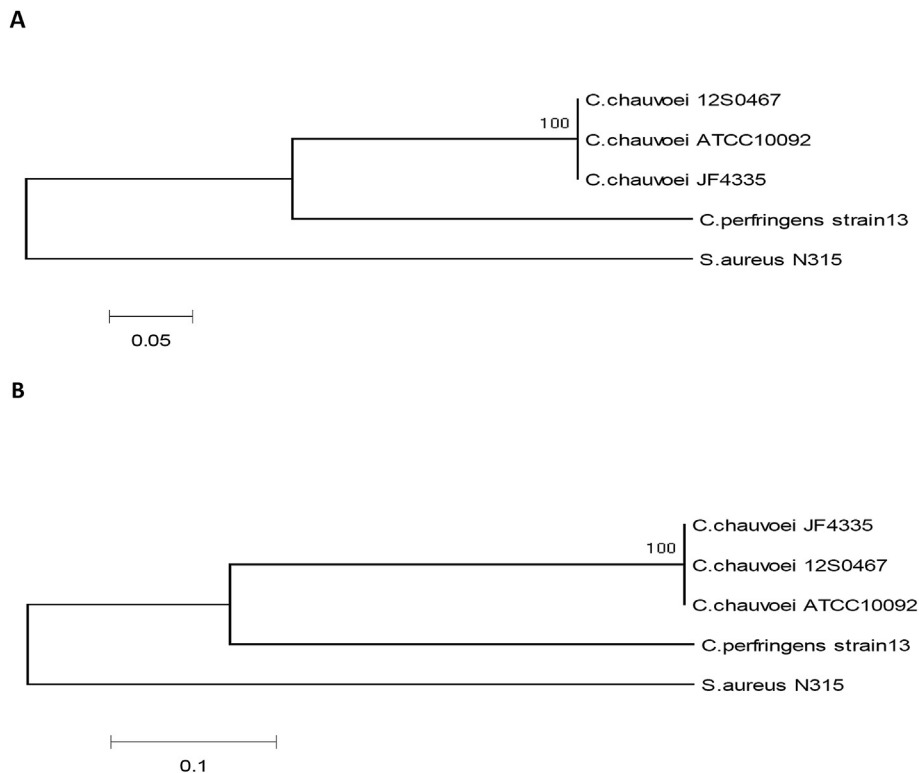 A
C.chauvoei 12S0467
100
C.chauvoei ATCC10092
C.chauvoei JF4335
C.perfringens strain13
S.aureus N315
0.05
B
C.chauvoei JF4335
100
C.chauvoei 12S0467
C.chauvoei ATCC10092
C.perfringens strain13
S.aureus N315
0.1